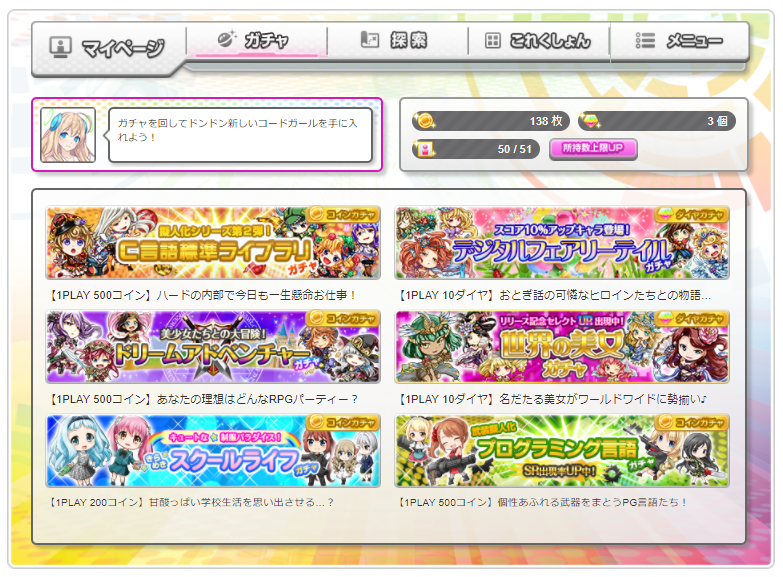 マイページ
ガチャ
探索
これくしょん
メニュー
ガチャを回してドンドン新しいコードガールを手に入
れよう！
138 枚
3 個
50 / 51
所持数上限UP
コインガチャ
擬人化シリーズ第2弾！
C言語標準ライブラリ
ガチャ
【1PLAY 500コイン】ハードの内部で今日も一生懸命お仕事！
ダイヤガチャ
スコア10%アップキャラ登場！
デジタルフェアリーテイル
ガチャ
【1PLAY 10ダイヤ】おとぎ話の可憐なヒロインたちとの物語...
コインガチャ
美少女たちとの大冒険！
ドリームアドベンチャー
ガチャ
【1PLAY 500コイン】あなたの理想はどんなRPGパーティー？
ダイヤガチャ
リリース記念セレクトUR出現中！
世界の美女
ガチャ
【1PLAY 10ダイヤ】名だたる美女がワールドワイドに勢揃い♪
コインガチャ
キュートな☆制服パラダイス！
きらめき
スクールライフ
ガチャ
【1PLAY 200コイン】甘酸っぱい学校生活を思い出させる...？
コインガチャ
武装擬人化
プログラミング言語
ガチャ
SR出現率UP中！
【1PLAY 500コイン】個性あふれる武器をまとうPG言語たち！